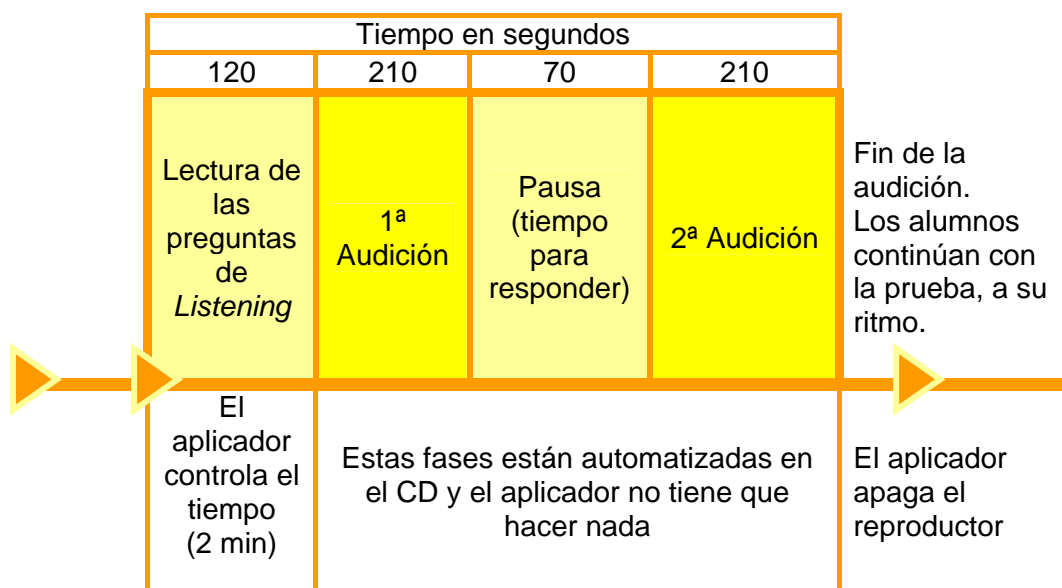 Tiempo en segundos
120 210 70 210
Lectura de
las
preguntas
de
Listening
1ª
Audición
Pausa
(tiempo
para
responder)
2ª Audición
Fin de la
audición.
Los alumnos
continúan con
la prueba, a su
ritmo.
El
aplicador
controla el
tiempo
(2 min)
Estas fases están automatizadas en
el CD y el aplicador no tiene que
hacer nada
El aplicador
apaga el
reproductor